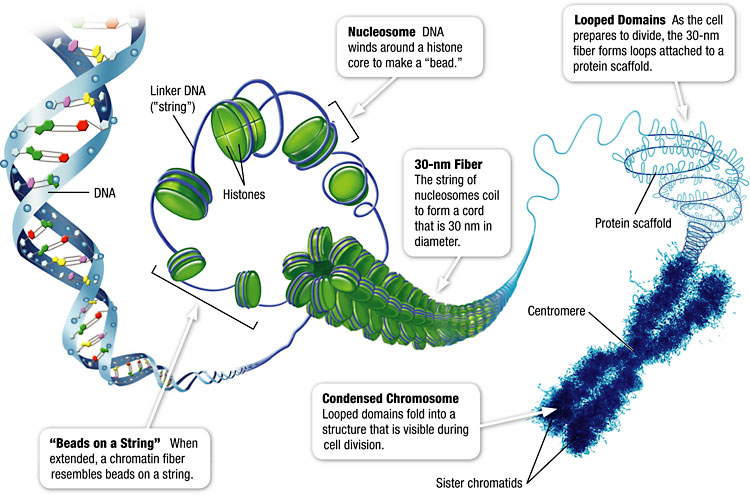 Nucleosome DNA
winds around a histone
core to make a “bead.”
Looped Domains As the cell
prepares to divide, the 30-nm
fiber forms loops attached to a
protein scaffold.
Linker DNA
("string")
Histones
DNA
30-nm Fiber
The string of
nucleosomes coil
to form a cord
that is 30 nm in
diameter.
Protein scaffold
Centromere
Condensed Chromosome
Looped domains fold into a
structure that is visible during
cell division.
“Beads on a String” When
extended, a chromatin fiber
resembles beads on a string.
Sister chromatids